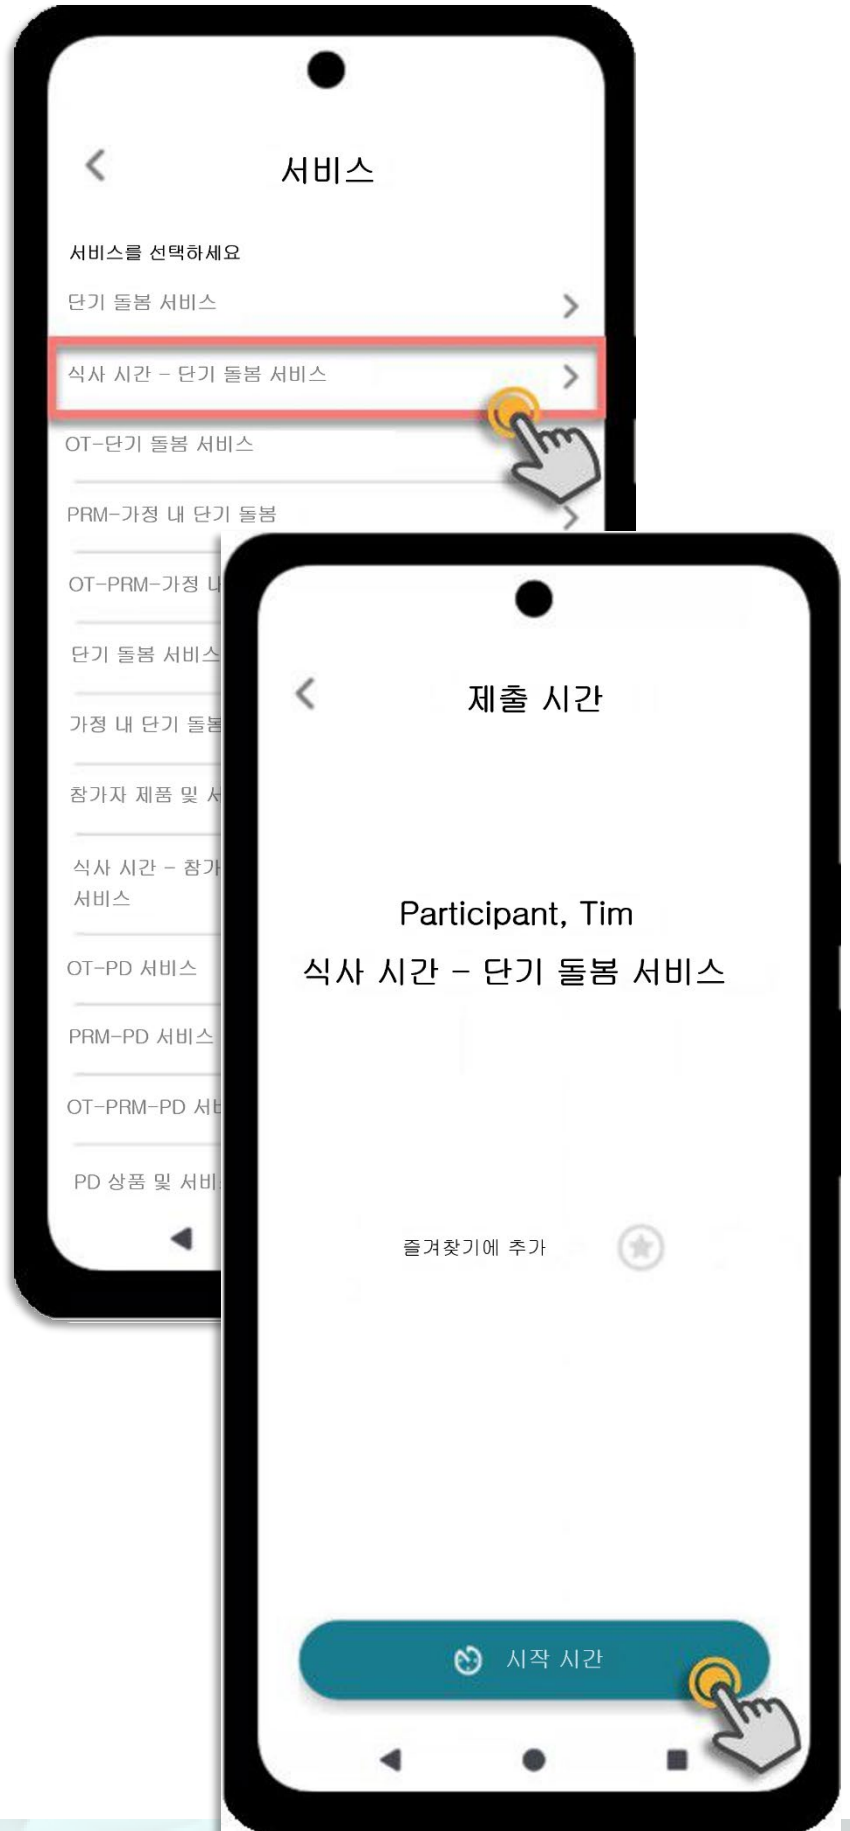 서비스
서비스를 선택하세요
단기 돌봄 서비스
식사 시간 - 단기 돌봄 서비스
OT-단기 돌봄 서비스
PRM-가정 내 단기 돌봄
OT-PRM-가정
단기 돌봄 서비스
가정 내 단기 돌봄
참가자 제품 및
식사 시간 - 참가
서비스
OT-PD 서비스
PRM-PD 서비스
OT-PRM-PD
PD 상품 및 서비
제출 시간
Participant, Tim
식사 시간 - 단기 돌봄 서비스
즐겨찾기에 추가
시작 시간